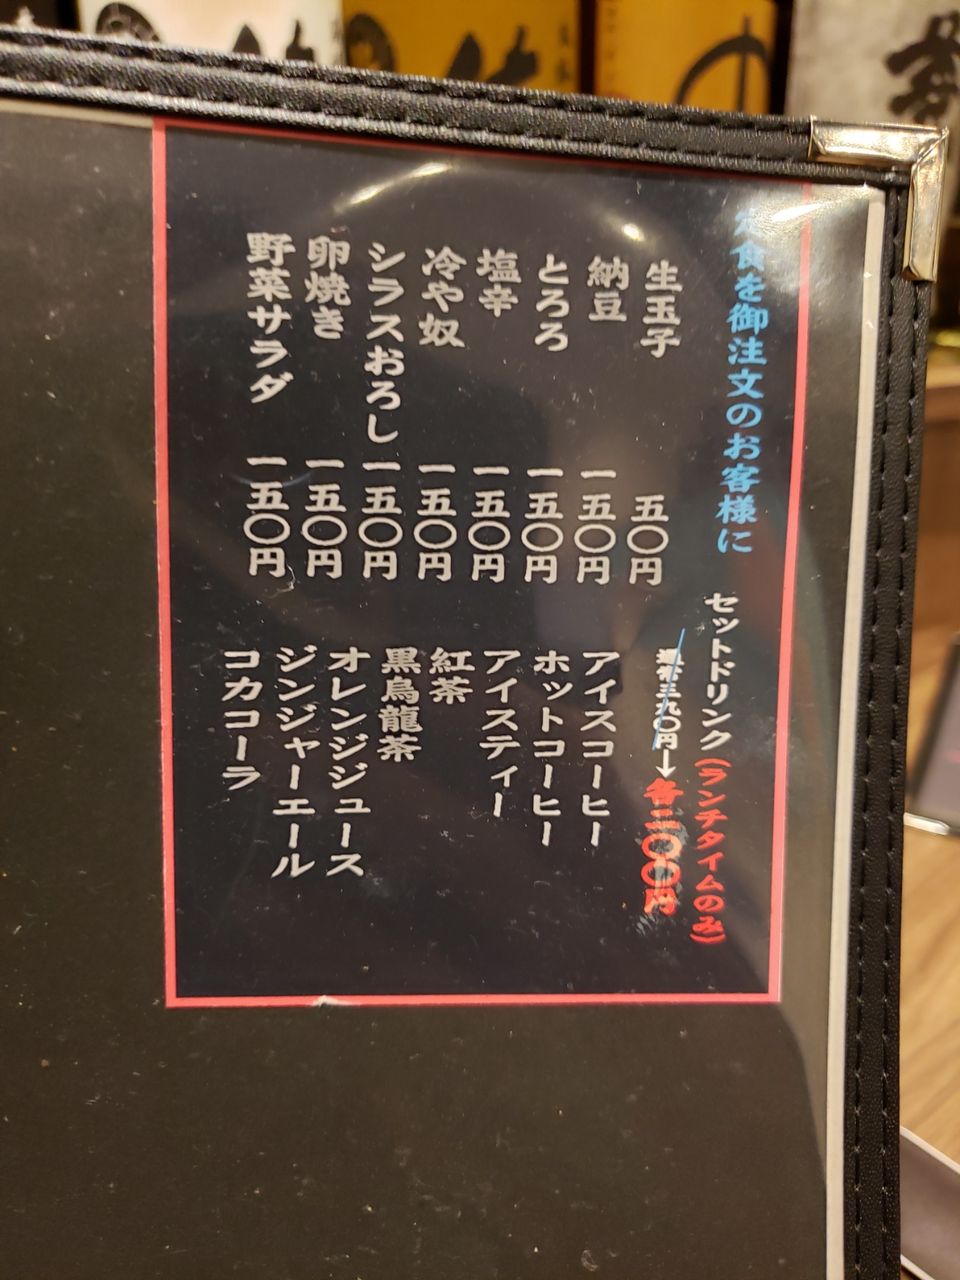 定食を御注文のお客様に
生玉子 五〇円
納豆 一五〇円
とろろ 一五〇円
塩辛 一五〇円
冷や奴 一五〇円
シラスおろし 一五〇円
卵焼き 一五〇円
野菜サラダ 一五〇円
セットドリンク(ランチタイムのみ)
通常三九〇円→各二〇〇円
アイスコーヒー
ホットコーヒー
アイスティー
紅茶
黒烏龍茶
オレンジジュース
ジンジャーエール
コカコーラ